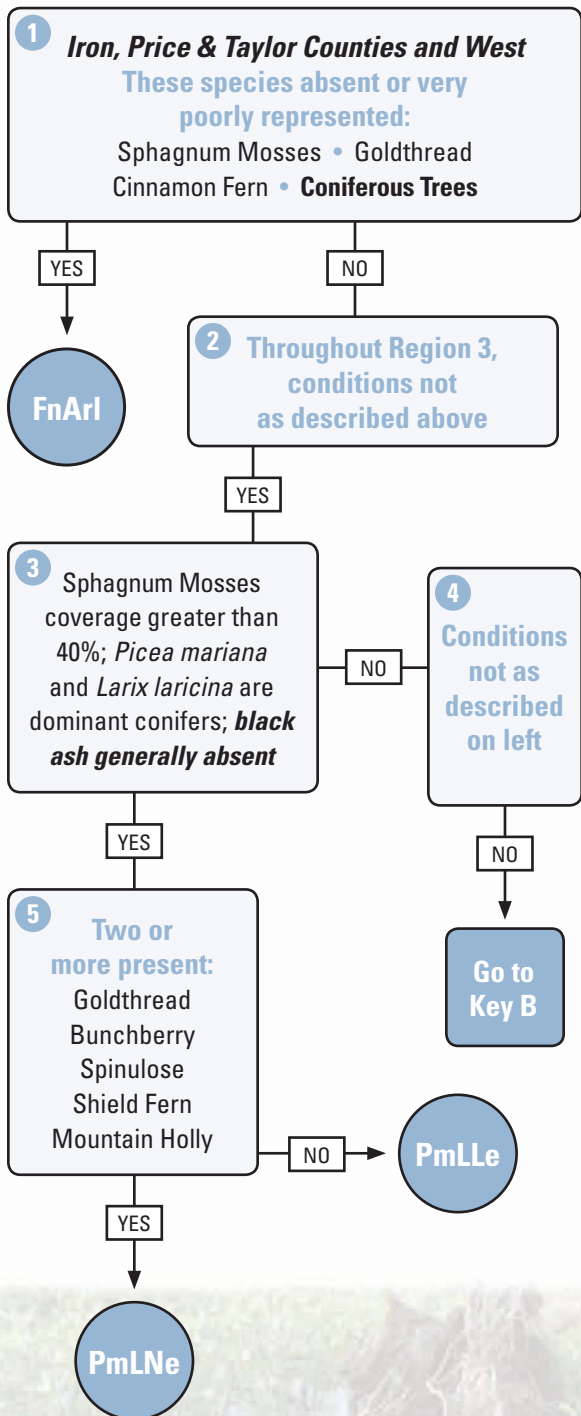 1
Iron, Price & Taylor Counties and West
These species absent or very
poorly represented:
Sphagnum Mosses • Goldthread
Cinnamon Fern • Coniferous Trees
YES
NO
FnArI
2
Throughout Region 3,
conditions not
as described above
YES
3
Sphagnum Mosses
coverage greater than
40%; Picea mariana
and Larix laricina are
dominant conifers; black
ash generally absent
NO
4
Conditions
not as
described
on left
YES
NO
5
Two or
more present:
Goldthread
Bunchberry
Spinulose
Shield Fern
Mountain Holly
Go to
Key B
NO
PmLLe
YES
PmLNe